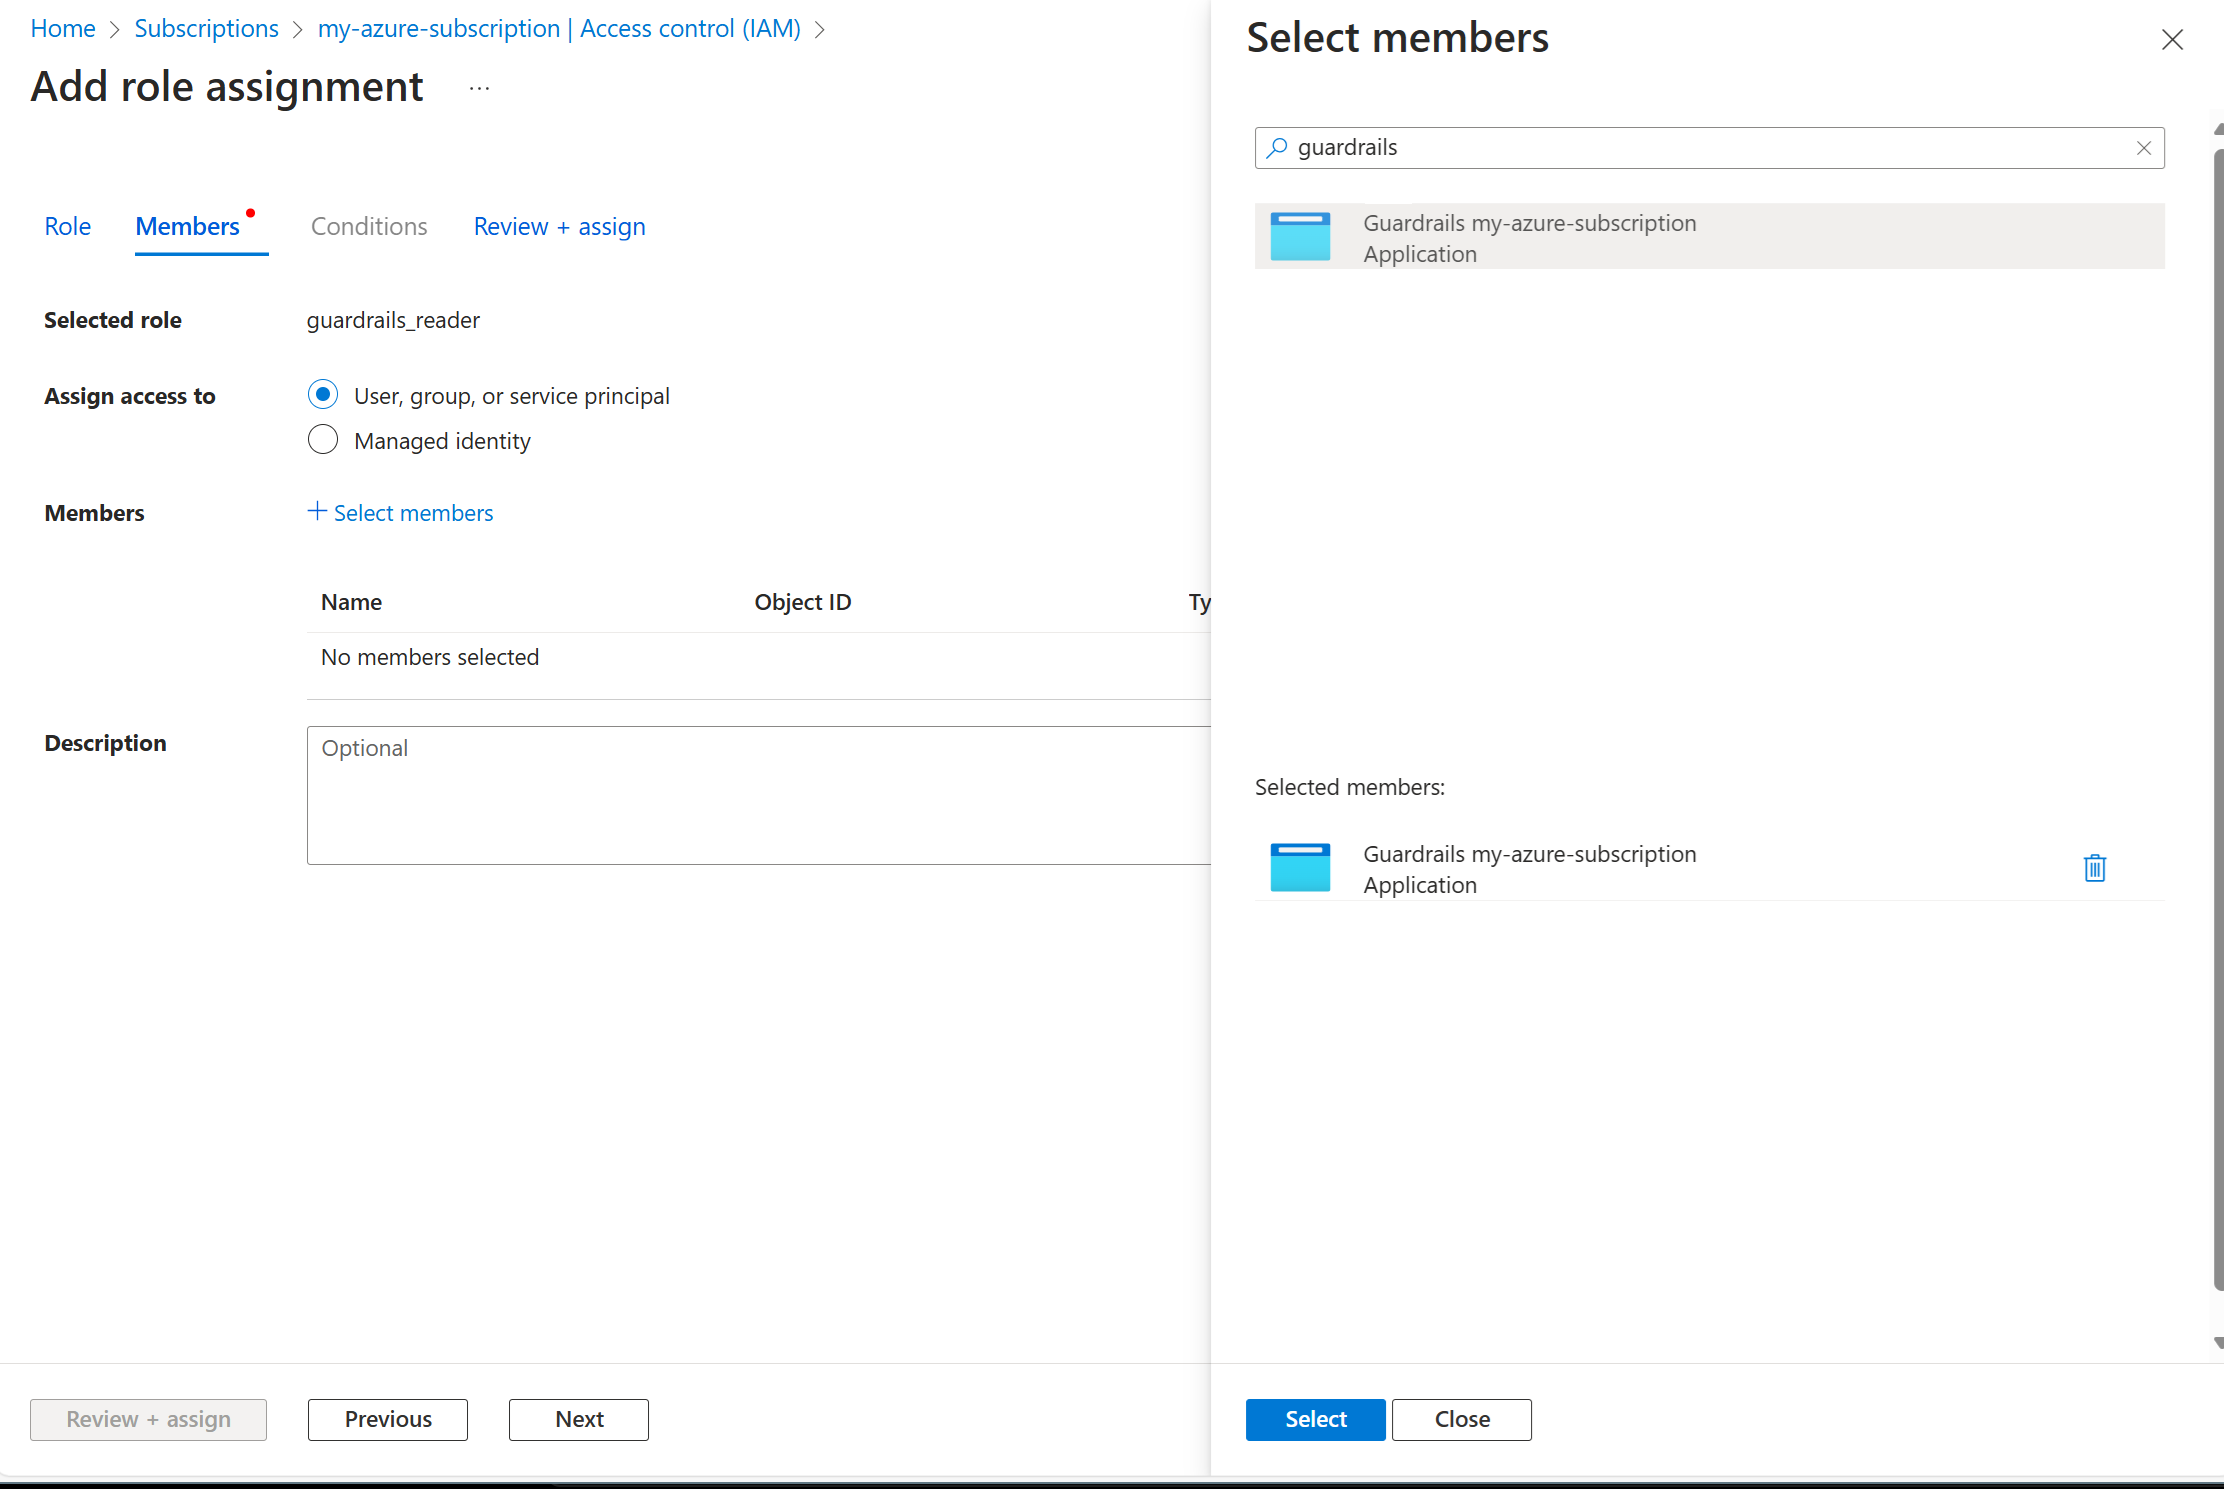 Home > Subscriptions > my-azure-subscription | Access control (IAM) >
Add role assignment ...
Role Members Conditions Review + assign
Selected role guardrails_reader
Assign access to User, group, or service principal
Managed identity
Members + Select members
Name Object ID Ty
No members selected
Description Optional
Review + assign Previous Next
Select members
guardrails
Guardrails my-azure-subscription
Application
Selected members:
Guardrails my-azure-subscription
Application
Select Close